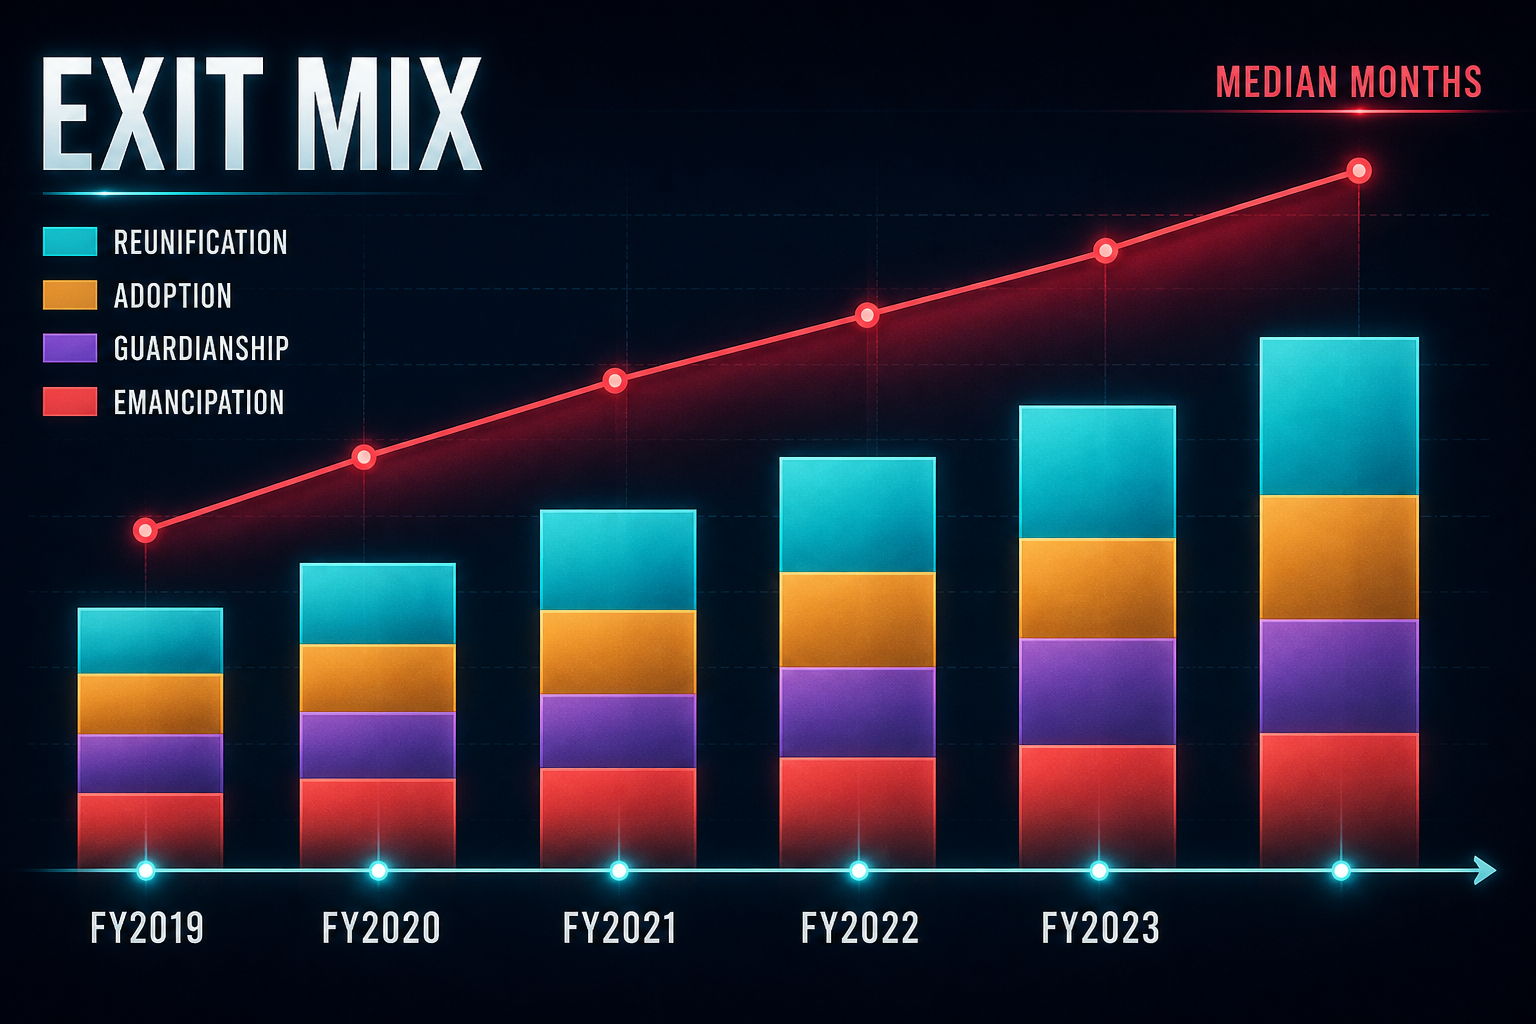 EXIT MIX
MEDIAN MONTHS
REUNIFICATION
ADOPTION
GUARDIANSHIP
EMANCIPATION
FY2019
FY2020
FY2021
FY2022
FY2023